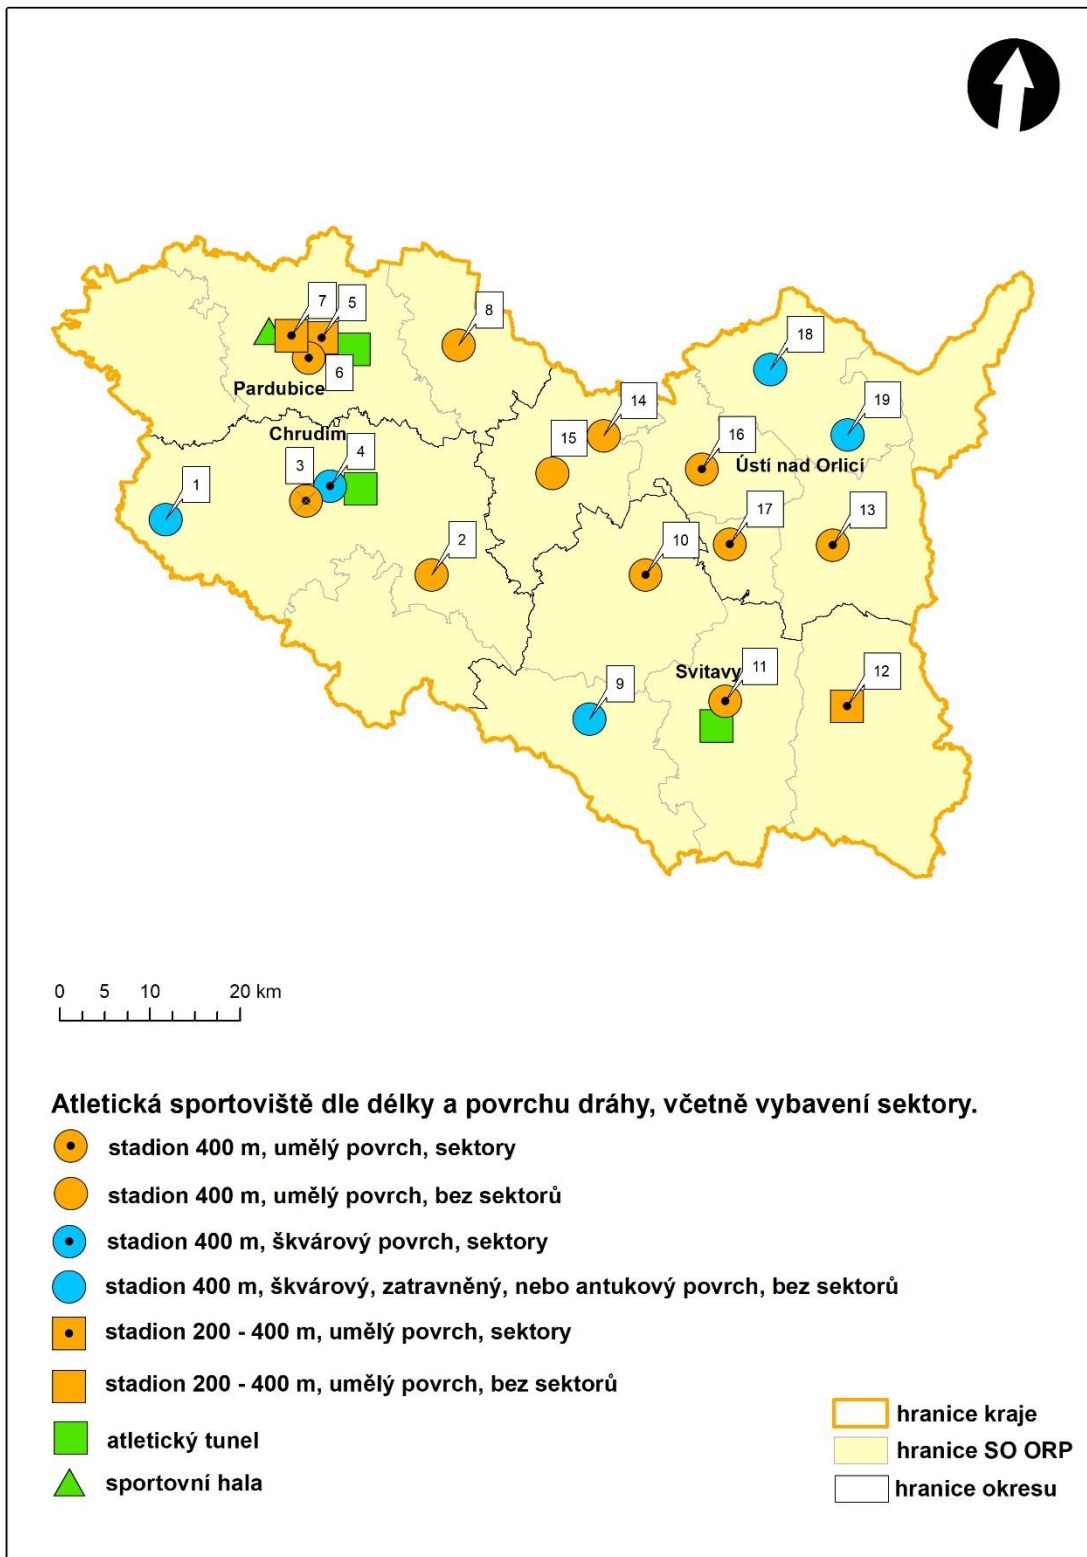 7
5
8
18
6
Pardubice
14
19
Chrudim
15
16
4
3
Ústí nad Orlicí
1
17
13
2
10
Svitavy
11
12
9
0 5 10 20 km
Atletická sportoviště dle délky a povrchu dráhy, včetně vybavení sektory.
stadion 400 m, umělý povrch, sektory
stadion 400 m, umělý povrch, bez sektorů
stadion 400 m, škvárový povrch, sektory
stadion 400 m, škvárový, zatravněný, nebo antukový povrch, bez sektorů
stadion 200 - 400 m, umělý povrch, sektory
stadion 200 - 400 m, umělý povrch, bez sektorů
atletický tunel
sportovní hala
hranice kraje
hranice SO ORP
hranice okresu